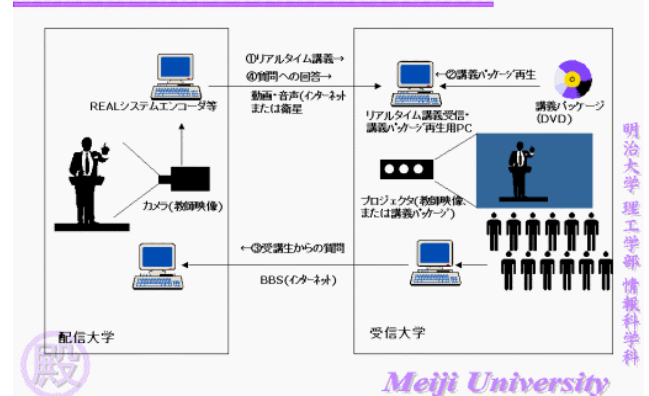 ①リアルタイム講義→
④質問への回答→
動画・音声(インターネット
または衛星
←②講義パッケージ再生
REALシステムエンコーダ等
リアルタイム講義受信・
講義パッケージ再生用PC
講義パッケージ
(DVD)
カメラ(教師映像)
プロジェクタ(教師映像、
または講義パッケージ)
←③受講生からの質問
BBS(インターネット)
配信大学
受信大学
明治大学 理工学部 情報科学科
殿
Meiji University